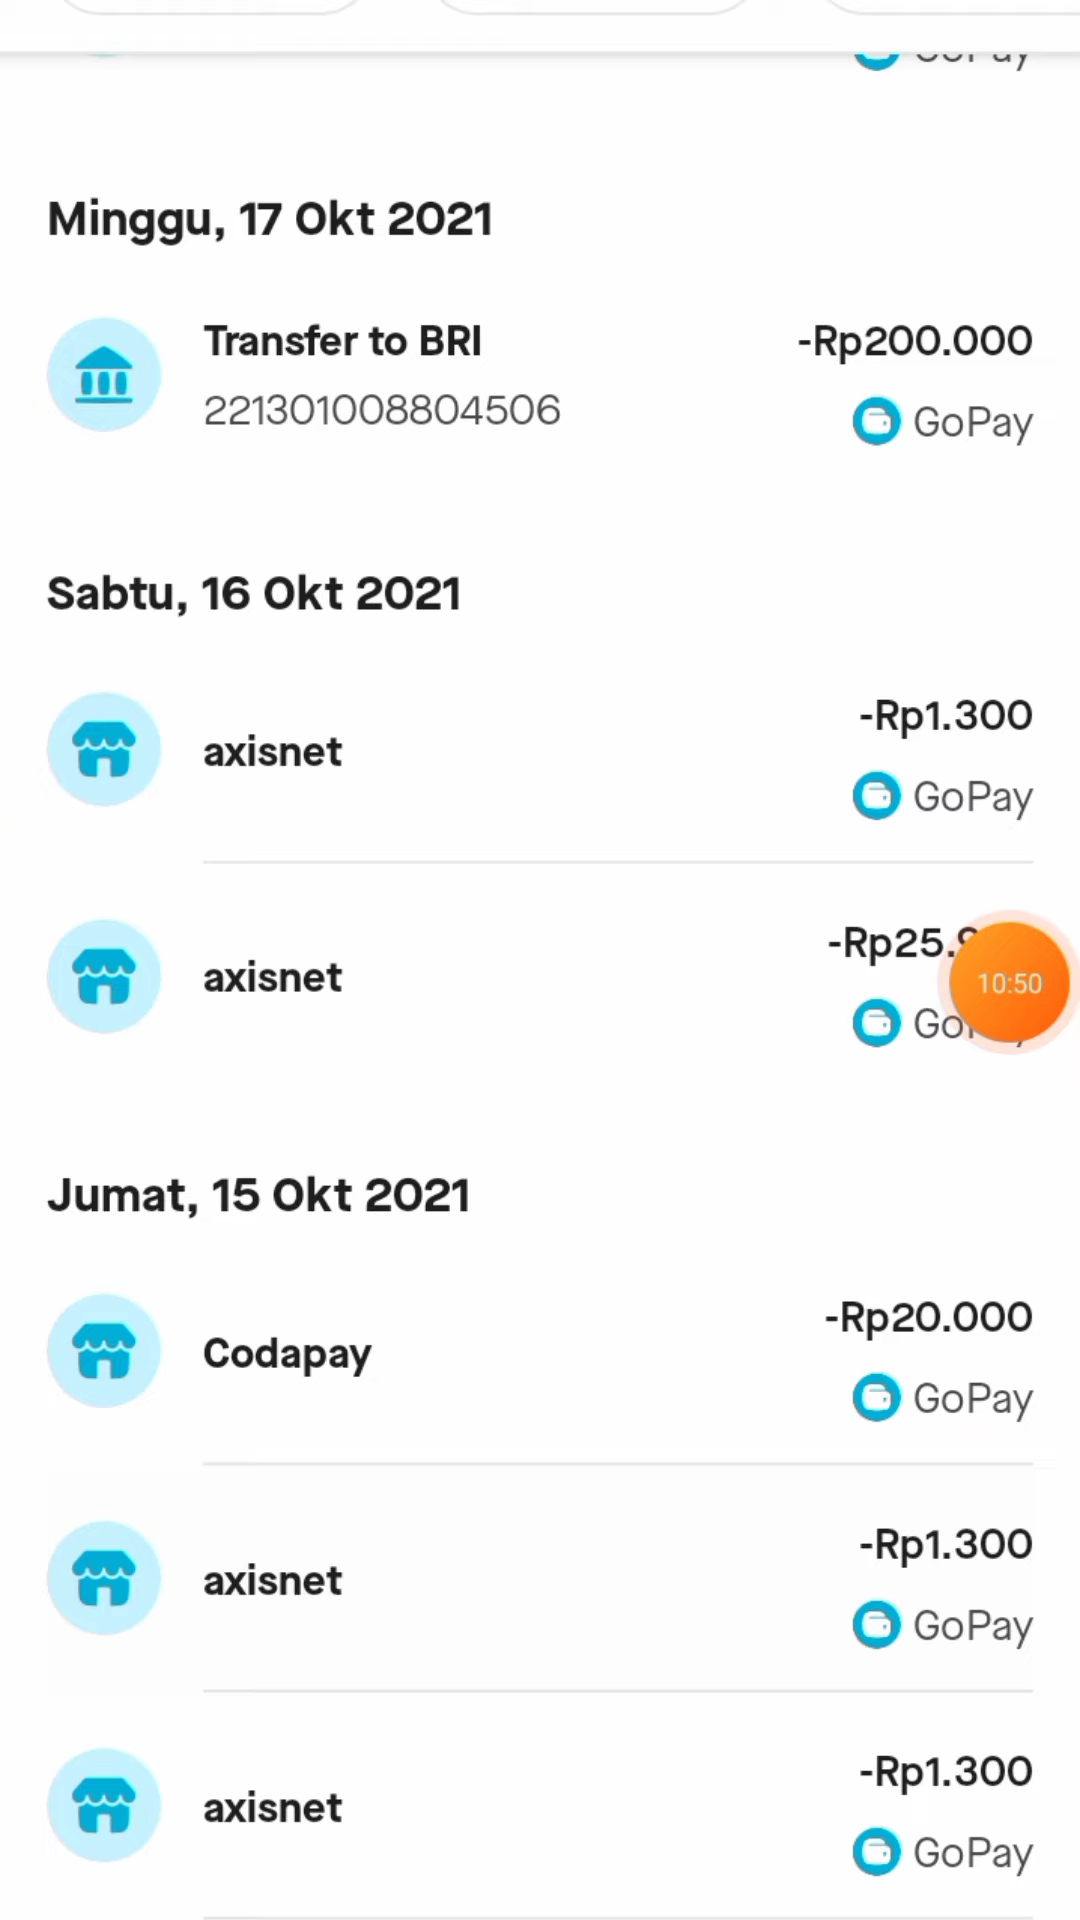 Minggu, 17 Okt 2021
Transfer to BRI
-Rp200.000
221301008804506
GoPay
Sabtu, 16 Okt 2021
axisnet
-Rp1.300
GoPay
axisnet
10:50
Jumat, 15 Okt 2021
Codapay
-Rp20.000
GoPay
axisnet
-Rp1.300
GoPay
axisnet
-Rp1.300
GoPay